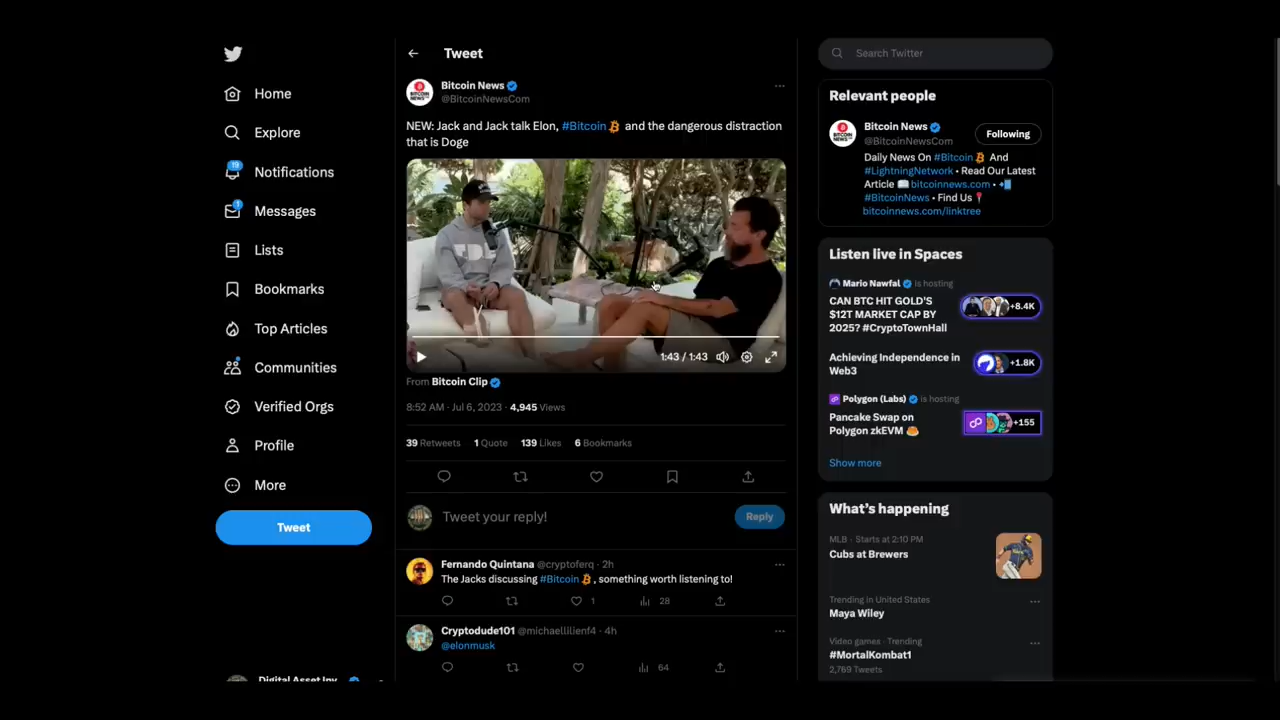 Home
Explore
19
Notifications
1
Messages
Lists
Bookmarks
Top Articles
Communities
Verified Orgs
Profile
More
Tweet
Digital Asset Inv
Tweet
Bitcoin News
@BitcoinNewsCom
NEW: Jack and Jack talk Elon, #Bitcoin and the dangerous distraction
that is Doge
1:43 / 1:43
From Bitcoin Clip
8:52 AM · Jul 6, 2023 · 4,945 Views
39 Retweets 1 Quote 139 Likes 6 Bookmarks
Tweet your reply!
Reply
Fernando Quintana @cryptoferq · 2h
The Jacks discussing #Bitcoin , something worth listening to!
1 28
Cryptodude101 @michaellilienf4 · 4h
@elonmusk
64
Search Twitter
Relevant people
Bitcoin News
@BitcoinNewsCom
Following
Daily News On #Bitcoin And
#LightningNetwork • Read Our Latest
Article bitcoinnews.com •
#BitcoinNews • Find Us
bitcoinnews.com/linktree
Listen live in Spaces
Mario Nawfal is hosting
CAN BTC HIT GOLD'S
$12T MARKET CAP BY
2025? #CryptoTownHall
+8.4K
Achieving Independence in
Web3
+1.8K
Polygon (Labs) is hosting
Pancake Swap on
Polygon zkEVM
+155
Show more
What's happening
MLB · Starts at 2:10 PM
Cubs at Brewers
Trending in United States
Maya Wiley
Video games · Trending
#MortalKombat1
2,769 Tweets